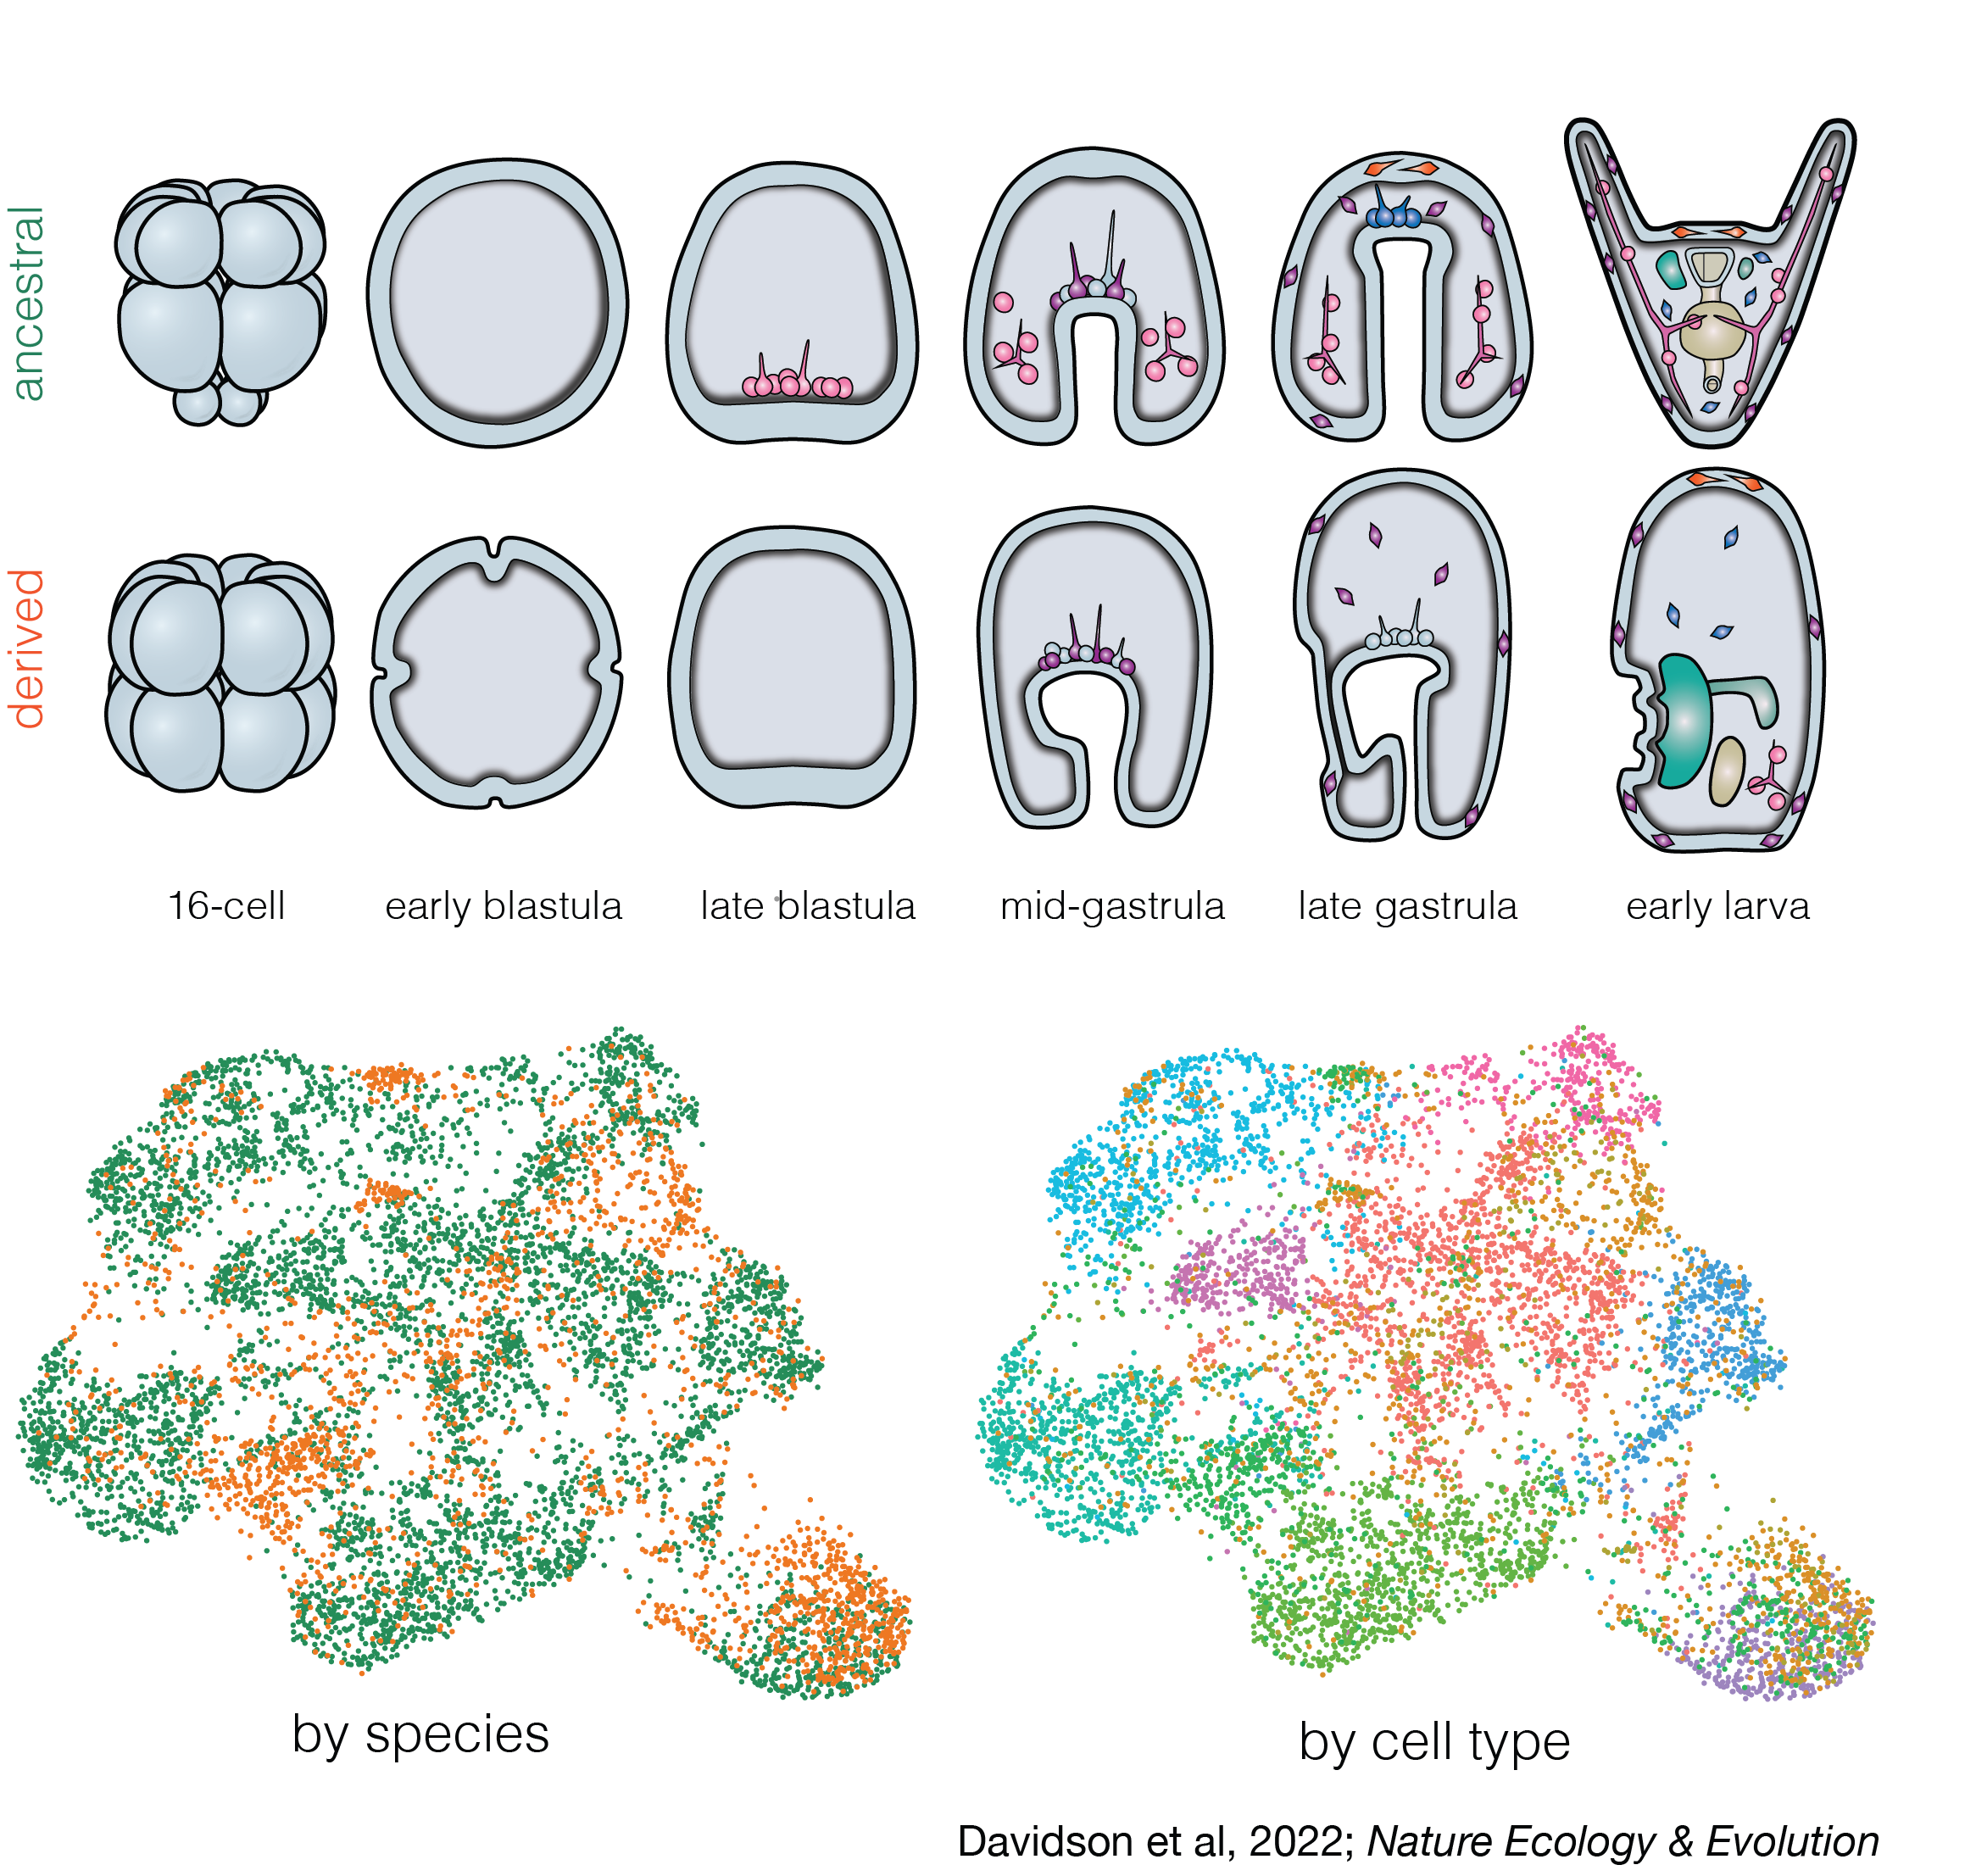 ancestral
derived
16-cell
early blastula
late blastula
mid-gastrula
late gastrula
early larva
by species
by cell type
Davidson et al, 2022; Nature Ecology & Evolution